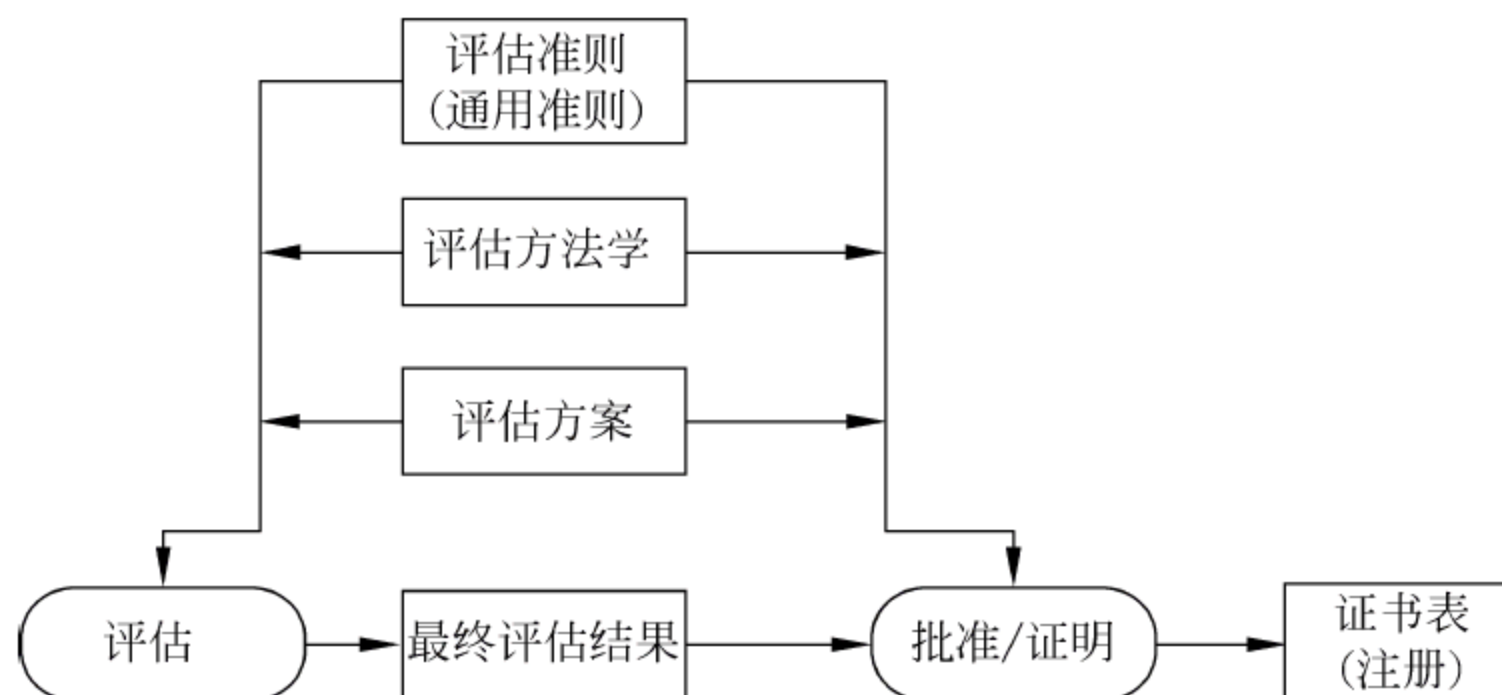 评估准则
(通用准则)
评估方法学
评估方案
评估
最终评估结果
批准/证明
证书表
(注册)